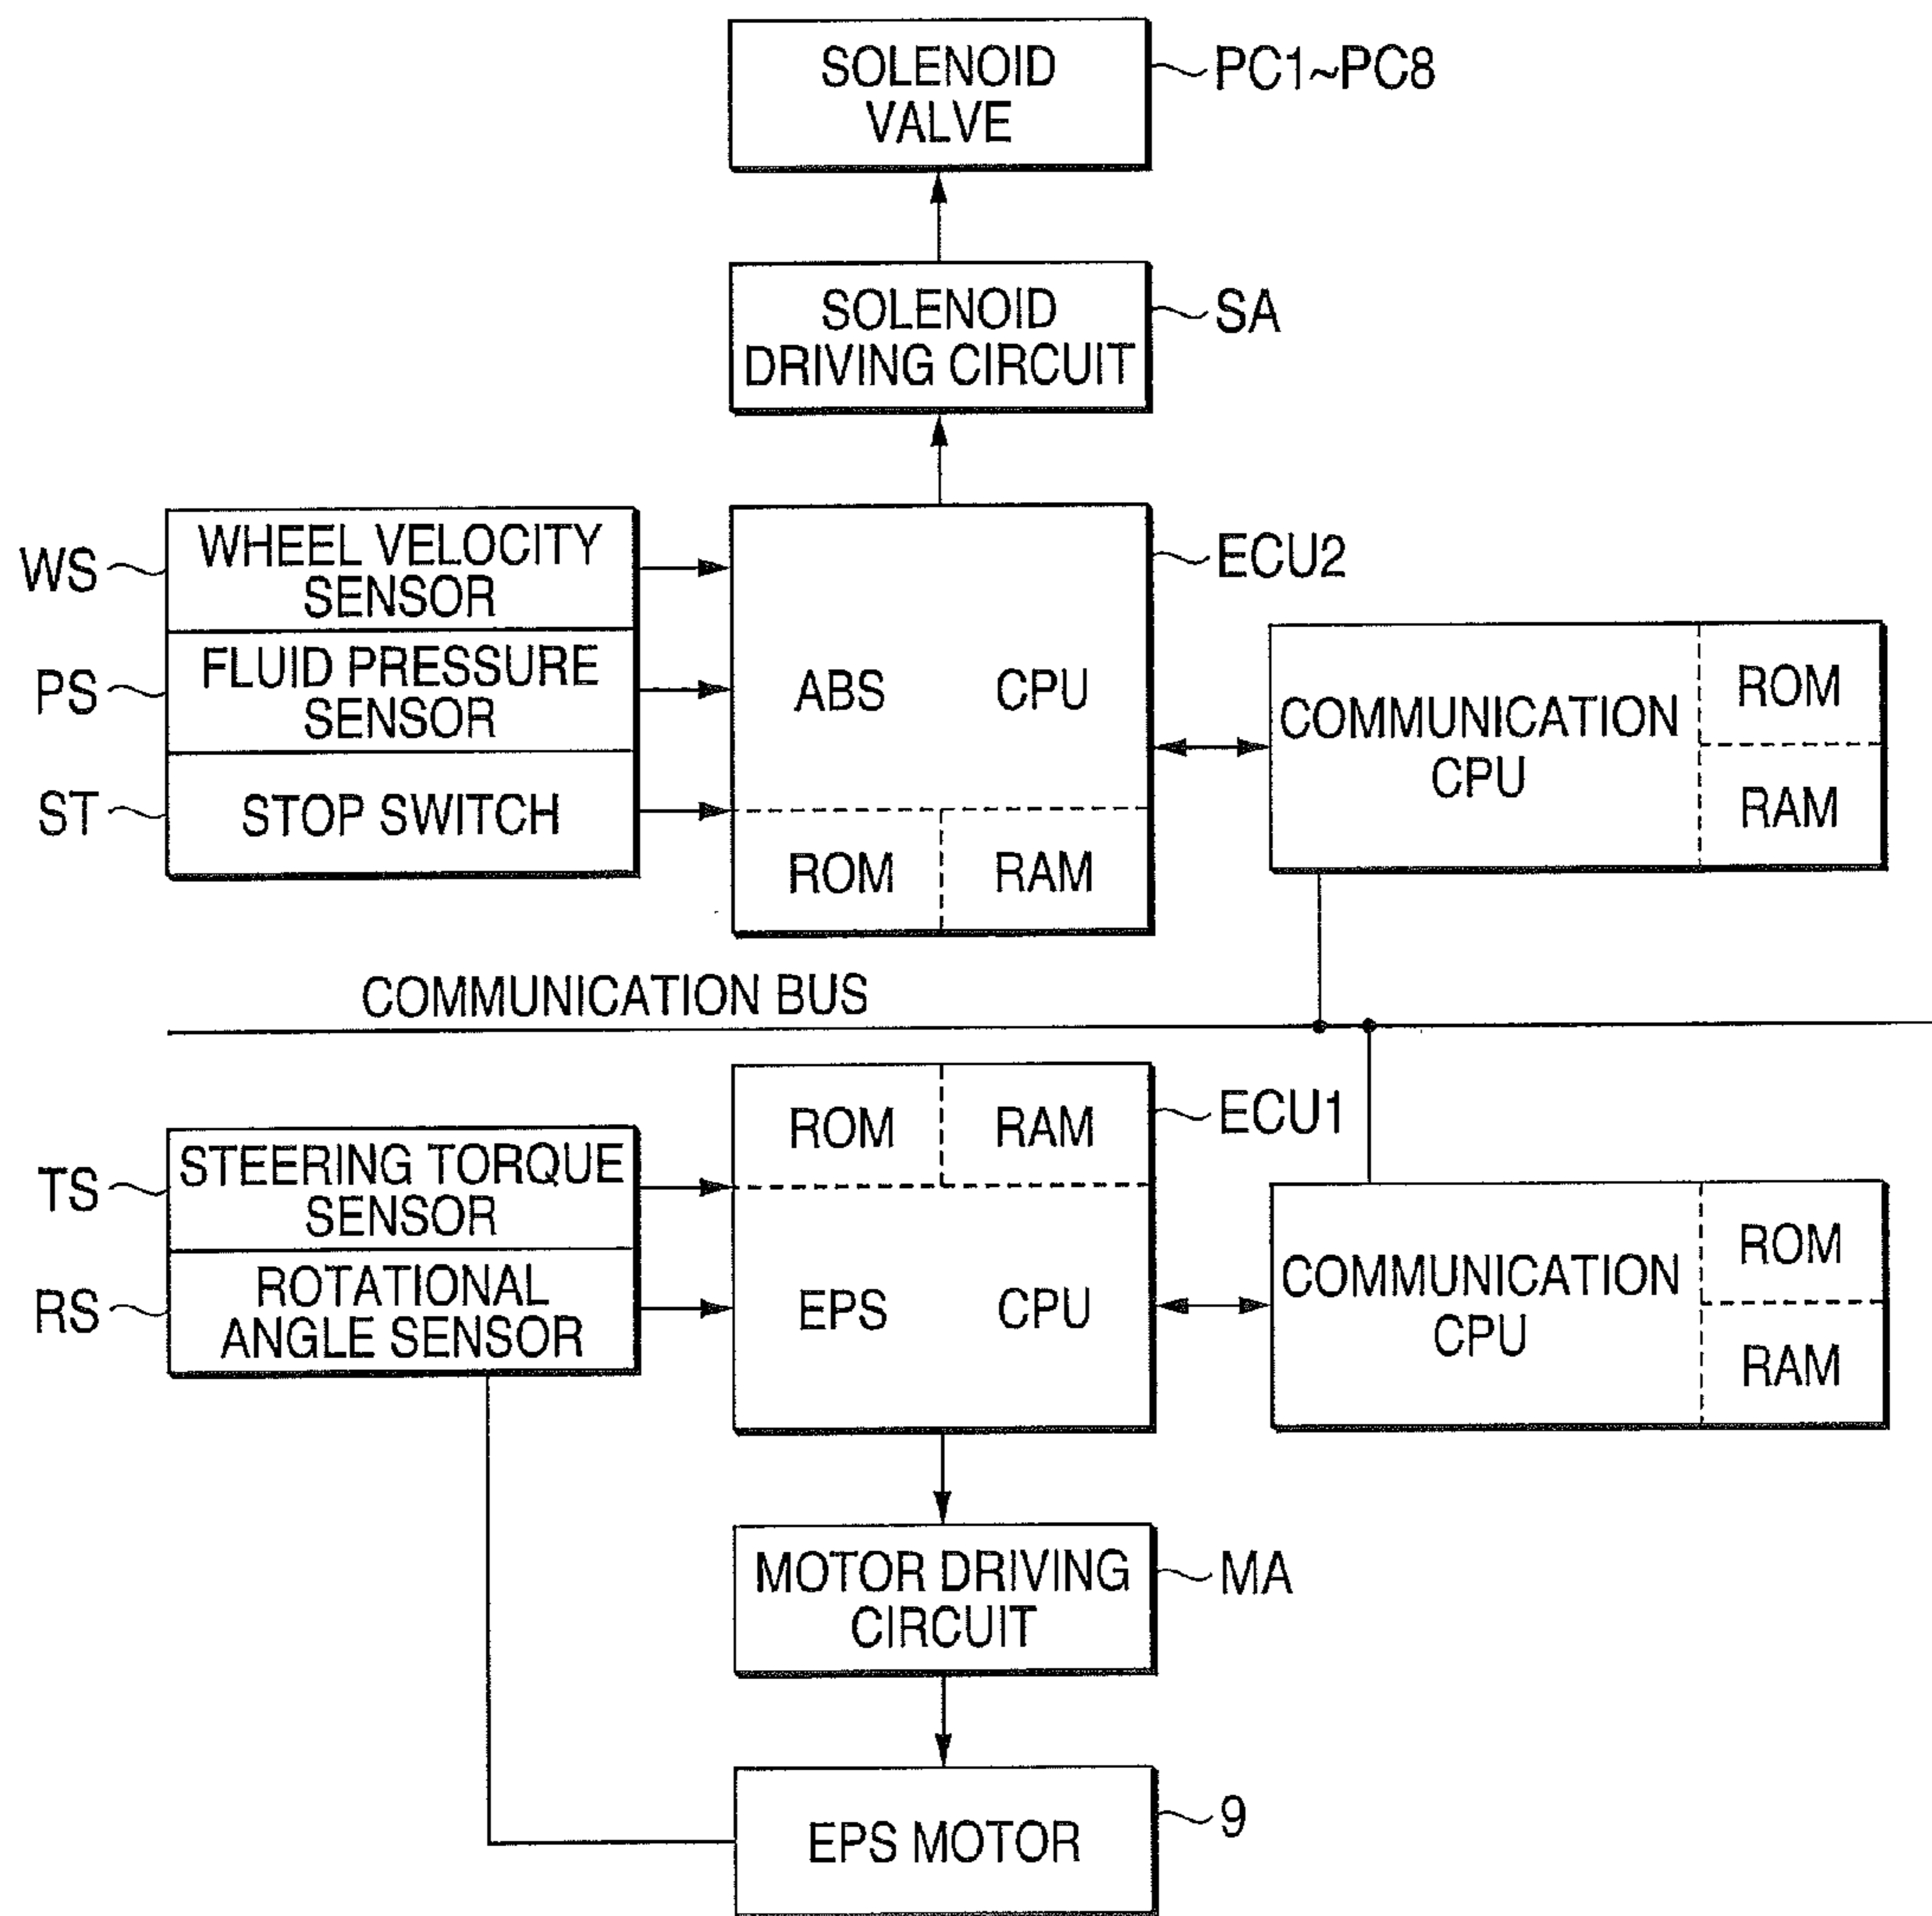 SOLENOID
VALVE
PC1~PC8
SOLENOID
DRIVING CIRCUIT
SA
WS
WHEEL VELOCITY
SENSOR
PS
FLUID PRESSURE
SENSOR
ST
STOP SWITCH
ABS CPU
ROM RAM
ECU2
COMMUNICATION
CPU
ROM
RAM
COMMUNICATION BUS
TS
STEERING TORQUE
SENSOR
RS
ROTATIONAL
ANGLE SENSOR
ROM RAM
EPS CPU
ECU1
COMMUNICATION
CPU
ROM
RAM
MOTOR DRIVING
CIRCUIT
MA
EPS MOTOR
9